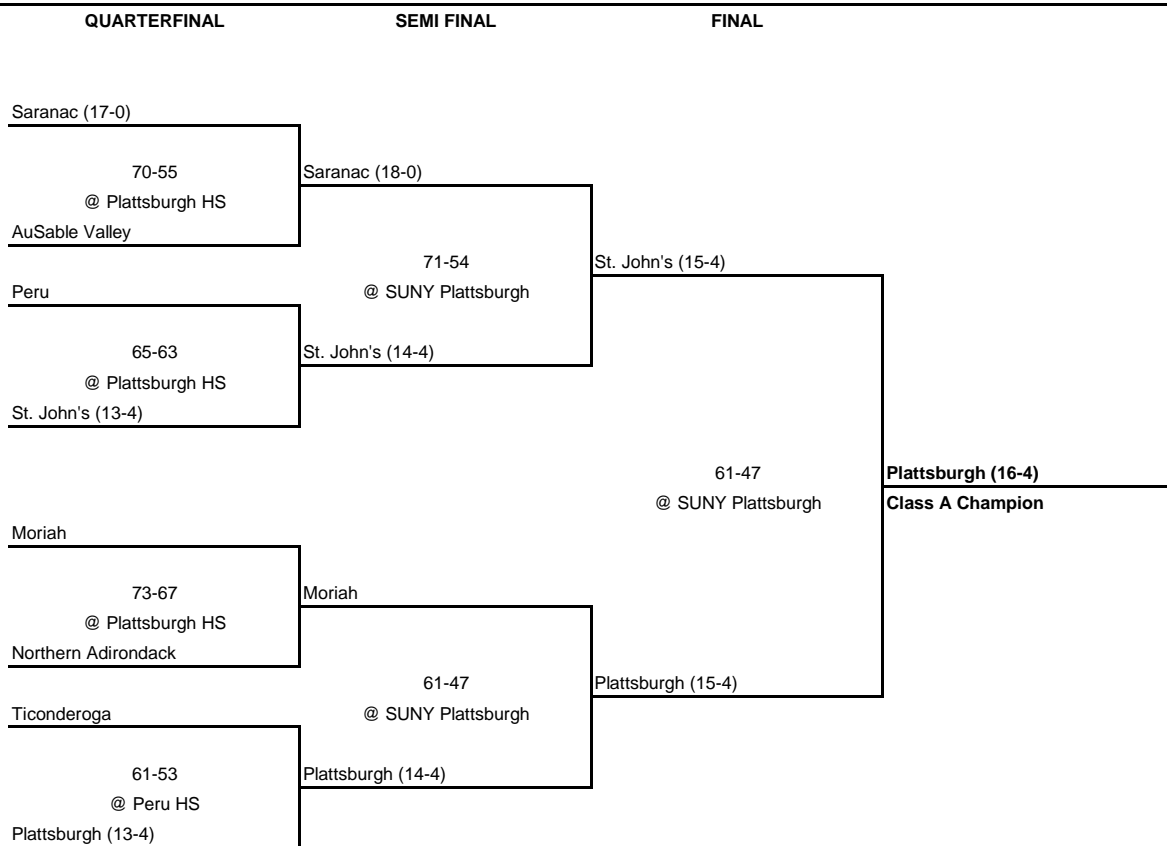 QUARTERFINAL SEMI FINAL FINAL
Saranac (17-0)
70-55 Saranac (18-0)
@ Plattsburgh HS
AuSable Valley
71-54 St. John's (15-4)
Peru @ SUNY Plattsburgh
65-63 St. John's (14-4)
@ Plattsburgh HS
St. John's (13-4)
61-47 Plattsburgh (16-4)
@ SUNY Plattsburgh Class A Champion
Moriah
73-67 Moriah
@ Plattsburgh HS
Northern Adirondack
61-47 Plattsburgh (15-4)
Ticonderoga @ SUNY Plattsburgh
61-53 Plattsburgh (14-4)
@ Peru HS
Plattsburgh (13-4)